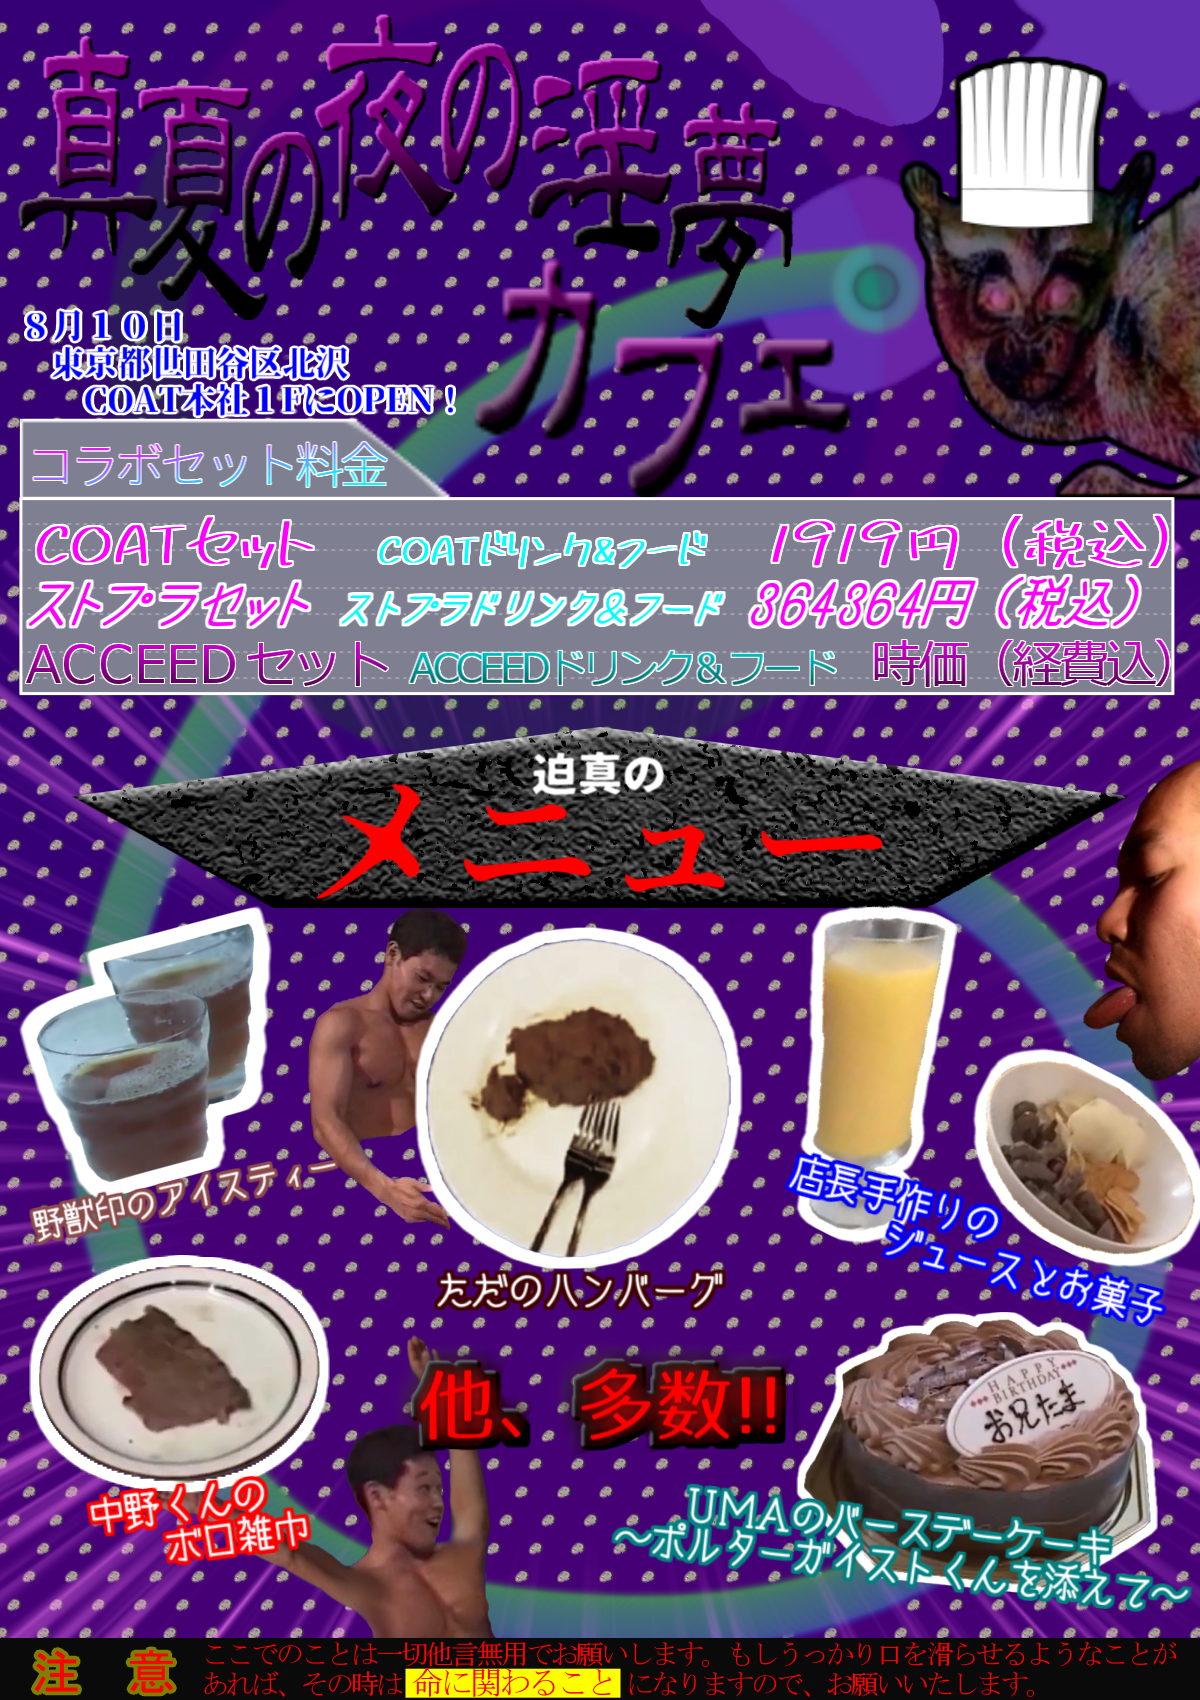 真夏の夜の淫夢
カフェ
８月１０日
東京都世田谷区北沢
COAT本社１FにOPEN！
コラボセット料金
COATセット COATドリンク&フード 1919円（税込）
ストプラセット ストプラドリンク&フード 364364円（税込）
ACCEEDセット ACCEEDドリンク&フード 時価（経費込）
迫真の
メニュー
野獣印のアイスティー
ただのハンバーグ
店長手作りの
ジュースとお菓子
中野くんの
ボロ雑巾
他、多数!!
HAPPY
BIRTHDAY
お兄たま
UMAのバースデーケーキ
～ポルターガイストくんを添えて～
注意
ここでのことは一切他言無用でお願いします。もしうっかり口を滑らせるようなことが
あれば、その時は命に関わることになりますので、お願いいたします。